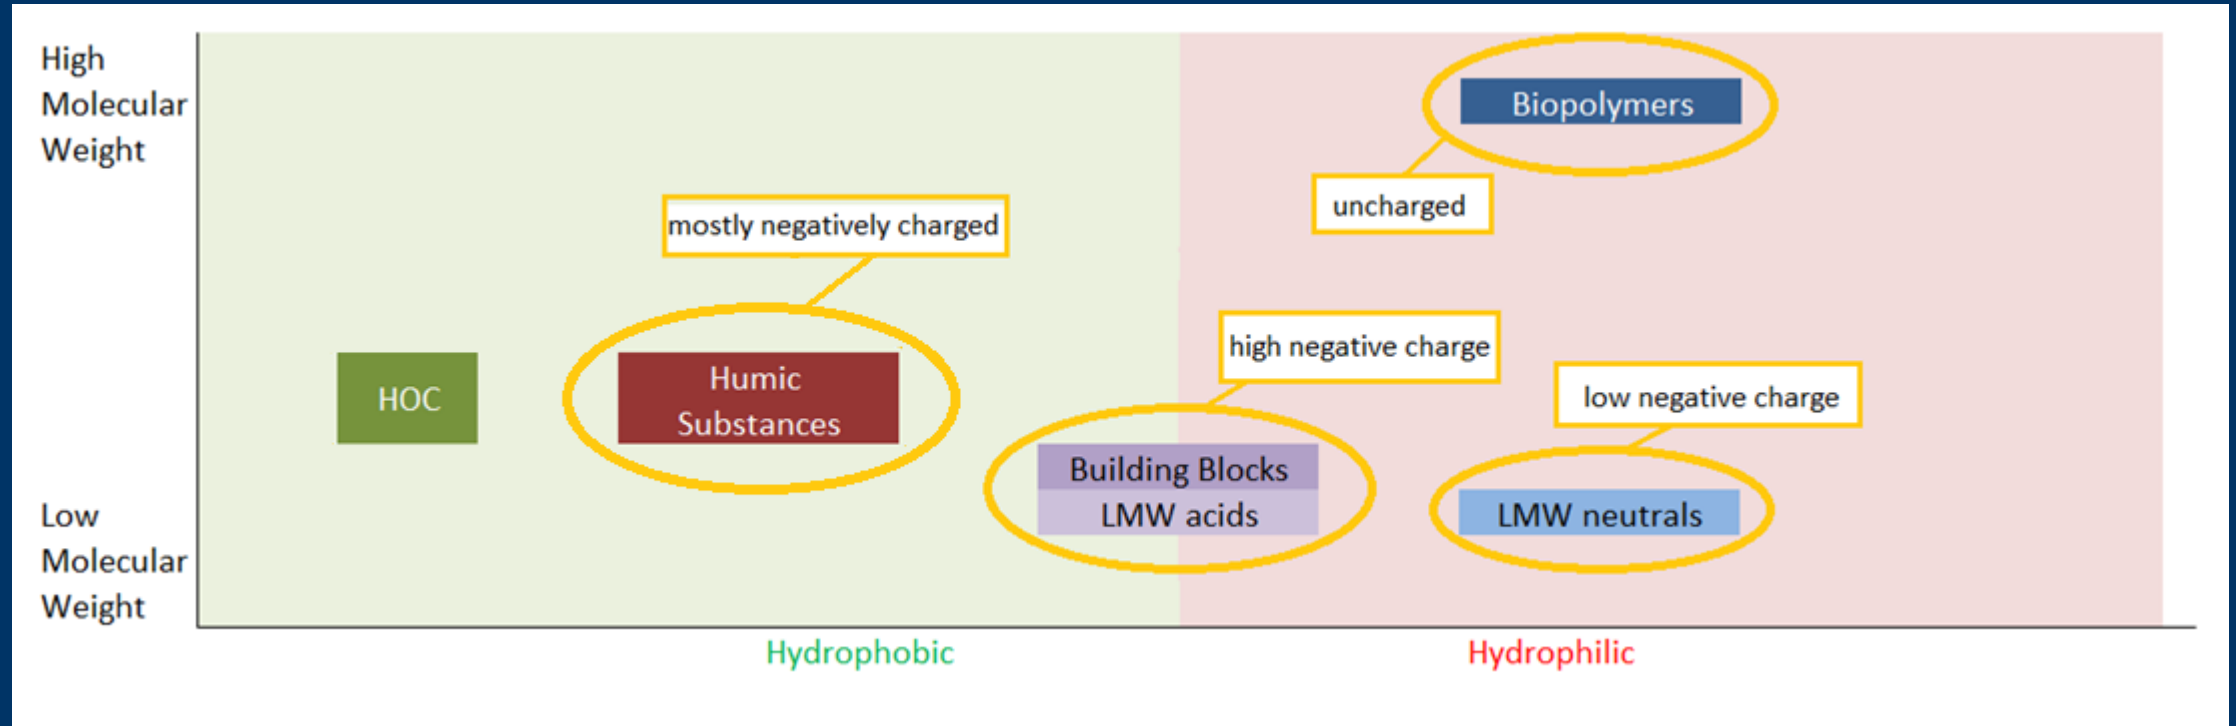 High
Molecular
Weight
Biopolymers
uncharged
mostly negatively charged
high negative charge
HOC
Humic
Substances
low negative charge
Building Blocks
LMW acids
LMW neutrals
Low
Molecular
Weight
Hydrophobic
Hydrophilic